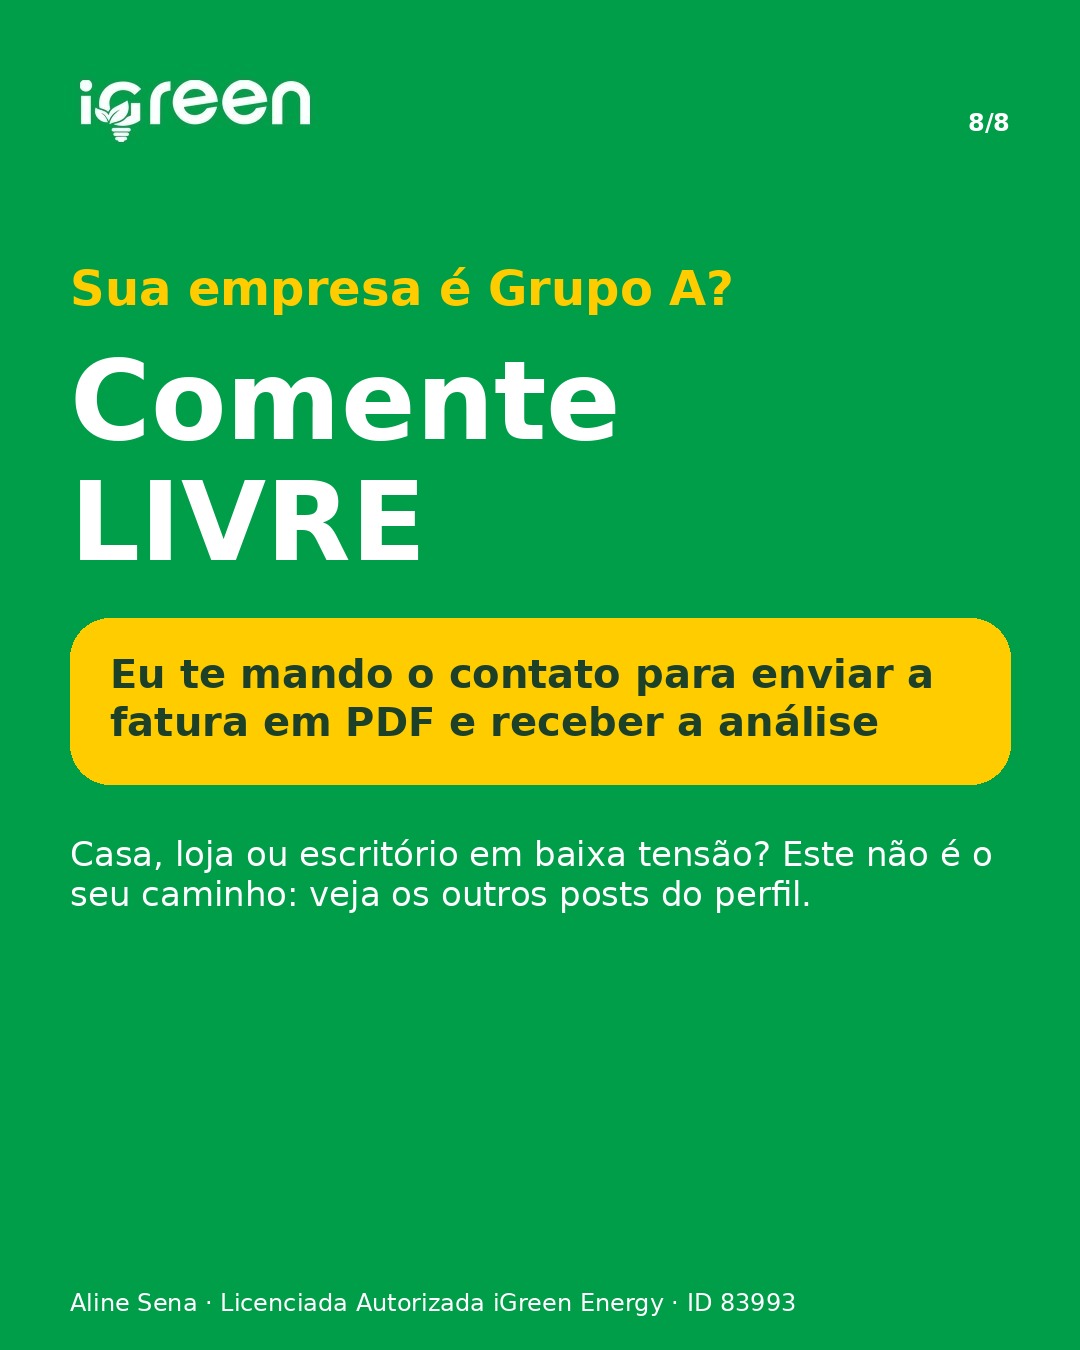 igreen
8/8
Sua empresa é Grupo A?
Comente
LIVRE
Eu te mando o contato para enviar a
fatura em PDF e receber a análise
Casa, loja ou escritório em baixa tensão? Este não é o
seu caminho: veja os outros posts do perfil.
Aline Sena · Licenciada Autorizada iGreen Energy · ID 83993